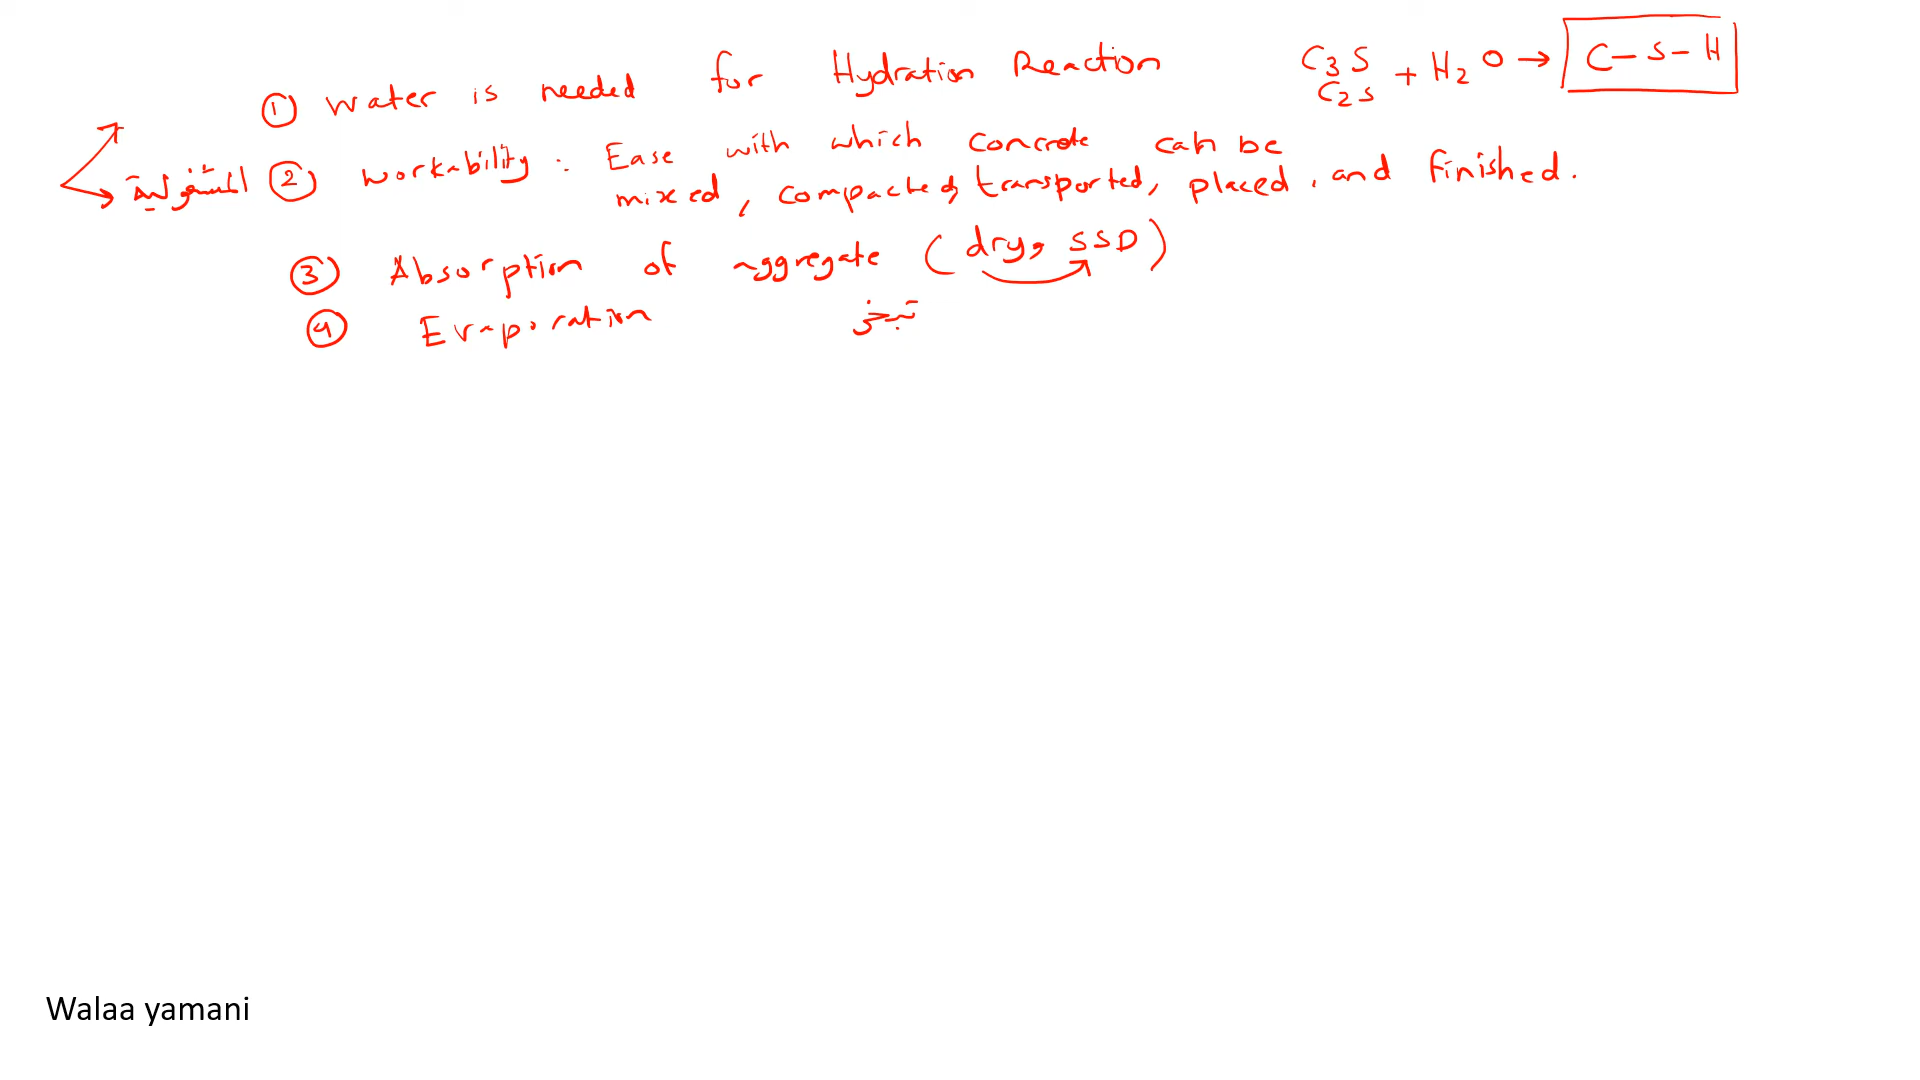 ① Water is needed for Hydration Reaction C3S + H2O → C-S-H
C2S
② workability : Ease with which concrete can be
mixed, compacted, transported, placed, and finished.
③ Absorption of aggregate (dry, SSD)
④ Evaporation تبخر
Walaa yamani